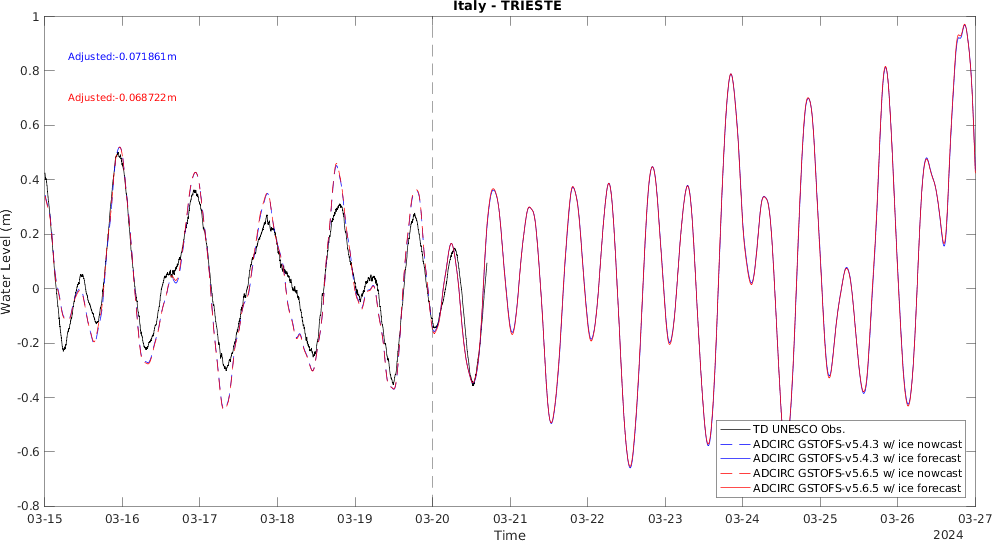 Italy - TRIESTE
Adjusted:-0.071861m
Adjusted:-0.068722m
Water Level (m)
1
0.8
0.6
0.4
0.2
0
-0.2
-0.4
-0.6
-0.8
TD UNESCO Obs.
ADCIRC GSTOFS-v5.4.3 w/ ice nowcast
ADCIRC GSTOFS-v5.4.3 w/ ice forecast
ADCIRC GSTOFS-v5.6.5 w/ ice nowcast
ADCIRC GSTOFS-v5.6.5 w/ ice forecast
03-15 03-16 03-17 03-18 03-19 03-20 03-21 03-22 03-23 03-24 03-25 03-26 03-27
Time
2024